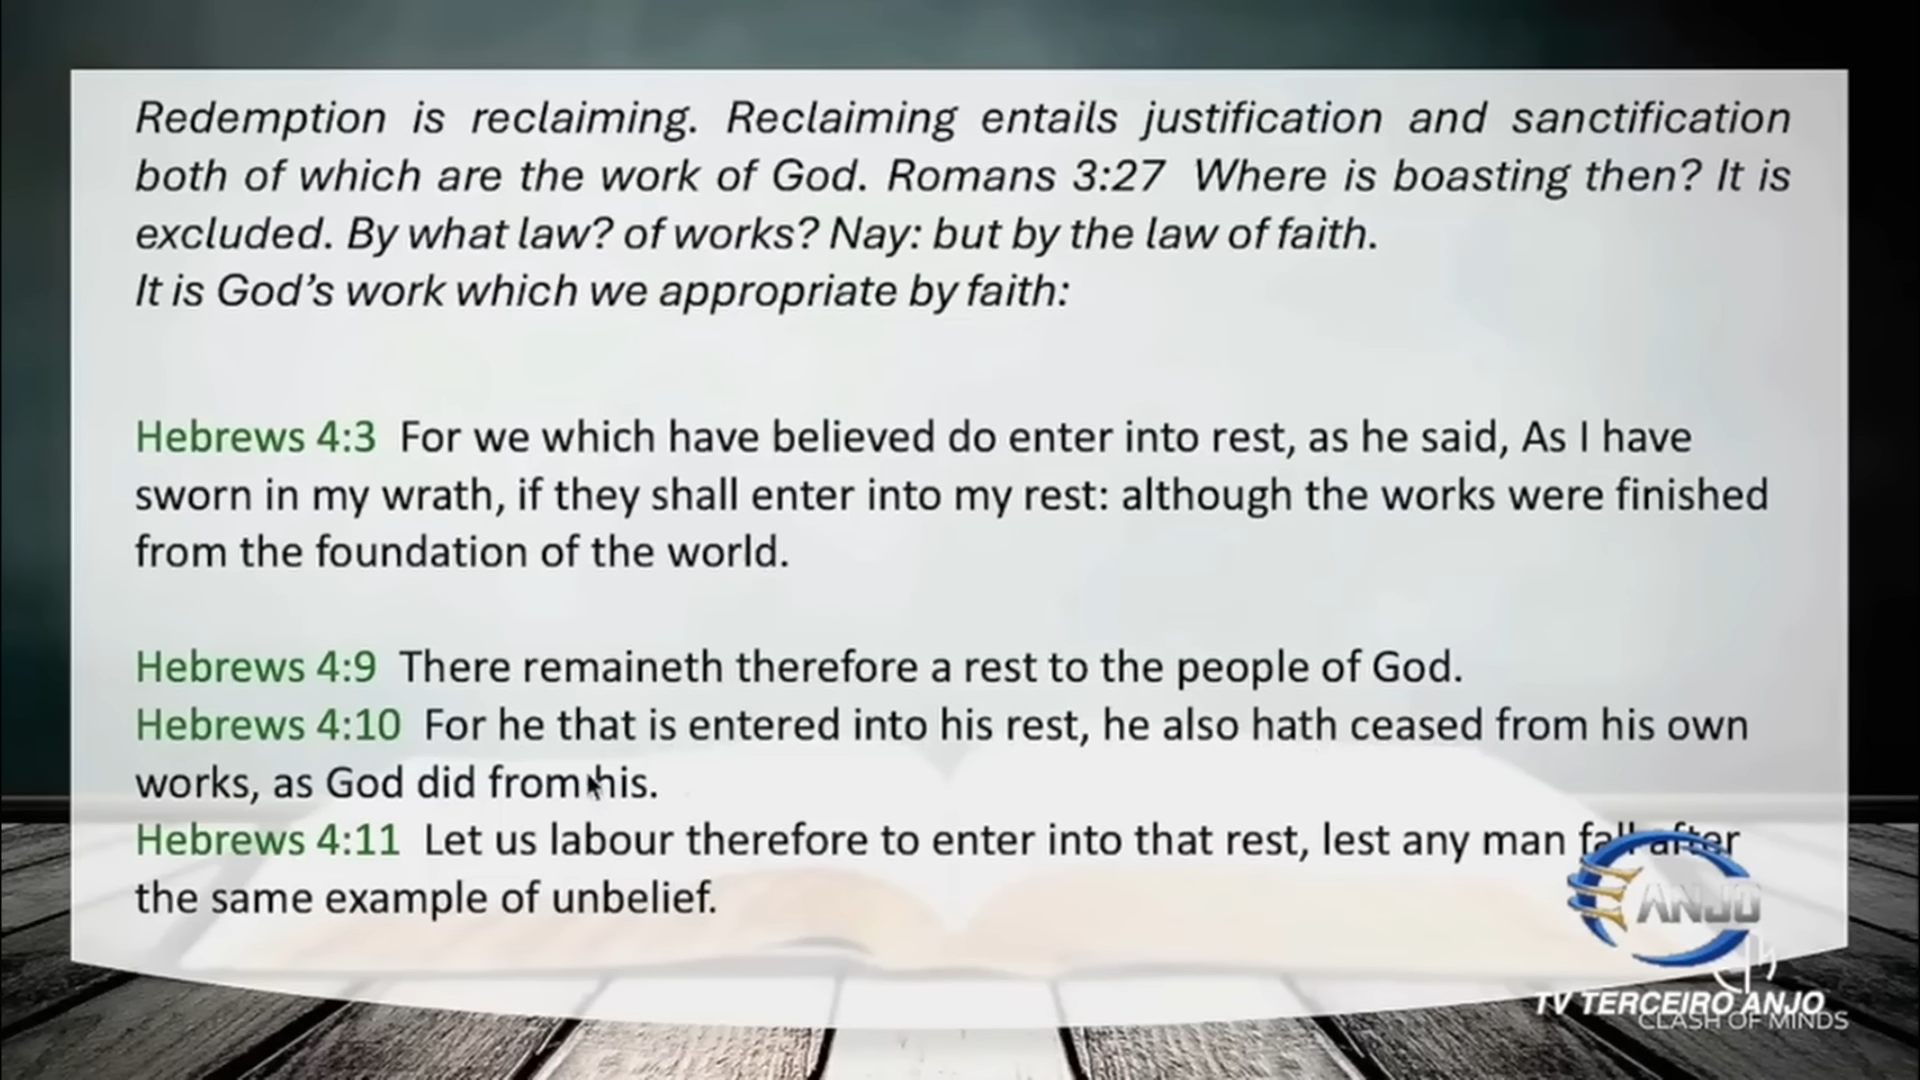 Redemption is reclaiming. Reclaiming entails justification and sanctification
both of which are the work of God. Romans 3:27 Where is boasting then? It is
excluded. By what law? of works? Nay: but by the law of faith.
It is God’s work which we appropriate by faith:
Hebrews 4:3 For we which have believed do enter into rest, as he said, As I have
sworn in my wrath, if they shall enter into my rest: although the works were finished
from the foundation of the world.
Hebrews 4:9 There remaineth therefore a rest to the people of God.
Hebrews 4:10 For he that is entered into his rest, he also hath ceased from his own
works, as God did from his.
Hebrews 4:11 Let us labour therefore to enter into that rest, lest any man fall after
the same example of unbelief.
ANJO
TV TERCEIRO ANJO
CLASH OF MINDS